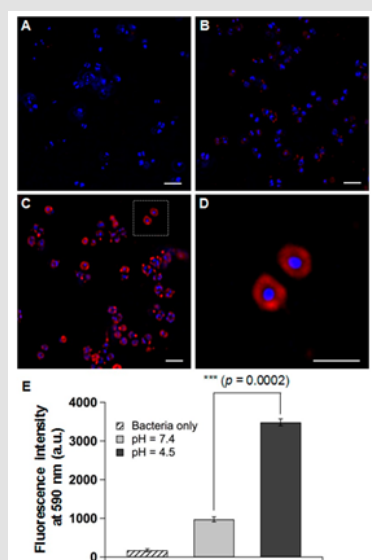 A
B
C
D
E
*** (p = 0.0002)
Fluorescence Intensity
at 590 nm (a.u.)
4000
3000
2000
1000
0
Bacteria only
pH = 7.4
pH = 4.5